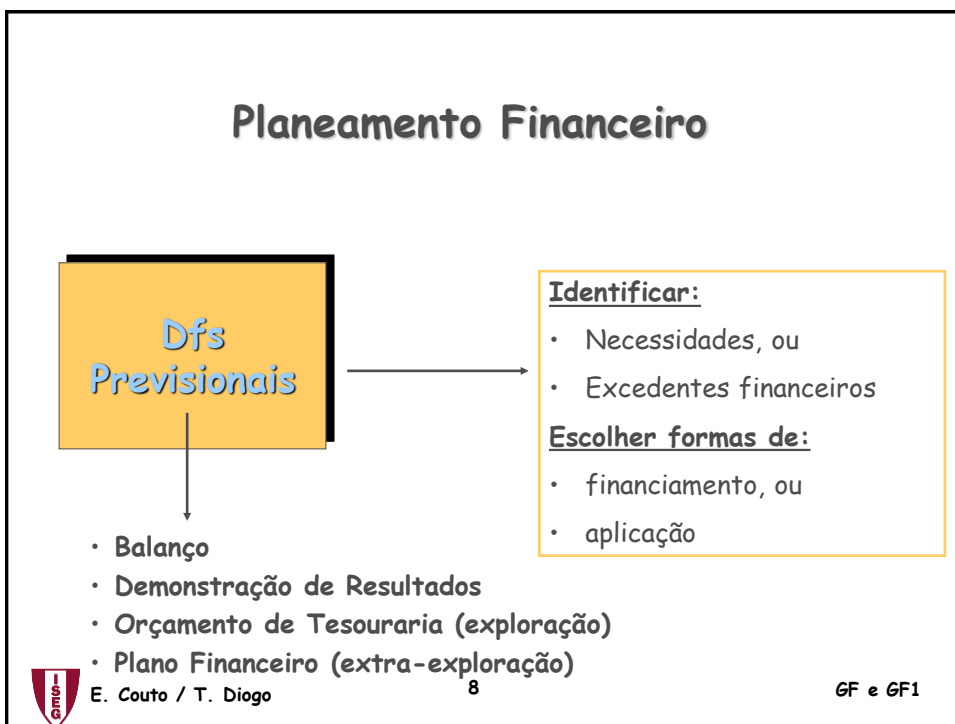 Planeamento Financeiro
Dfs
Previsionais
Identificar:
• Necessidades, ou
• Excedentes financeiros
Escolher formas de:
• financiamento, ou
• aplicação
• Balanço
• Demonstração de Resultados
• Orçamento de Tesouraria (exploração)
• Plano Financeiro (extra-exploração)
ISEG
E. Couto / T. Diogo
8
GF e GF1